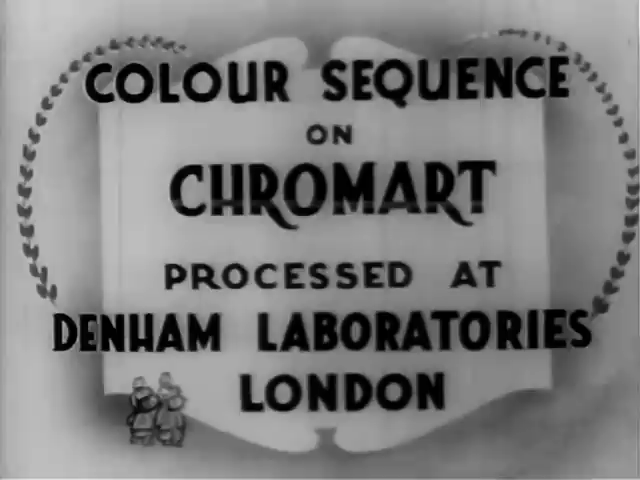 COLOUR SEQUENCE
ON
CHROMART
PROCESSED AT
DENHAM LABORATORIES
LONDON